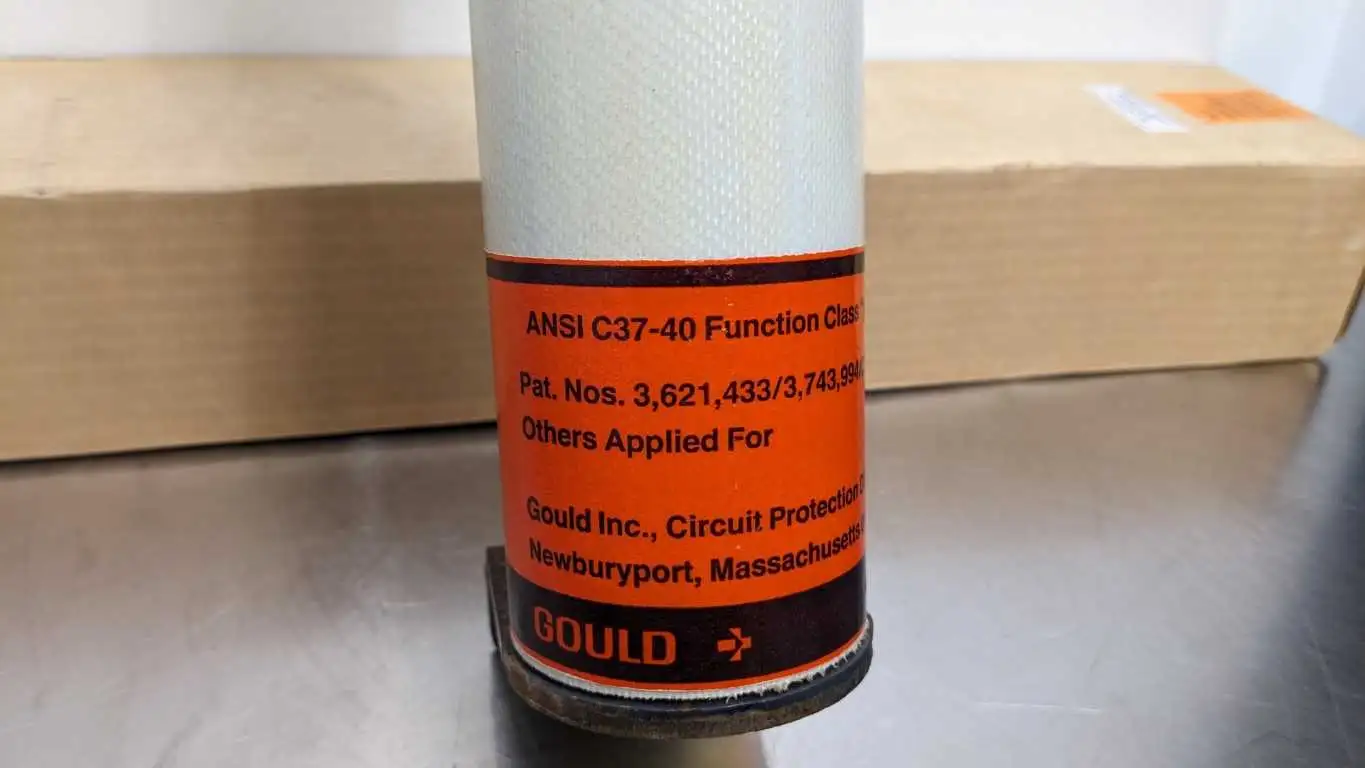 ANSI C37-40 Function Class
Pat. Nos. 3,621,433/3,743,994/
Others Applied For
Gould Inc., Circuit Protection
Newburyport, Massachusetts
GOULD